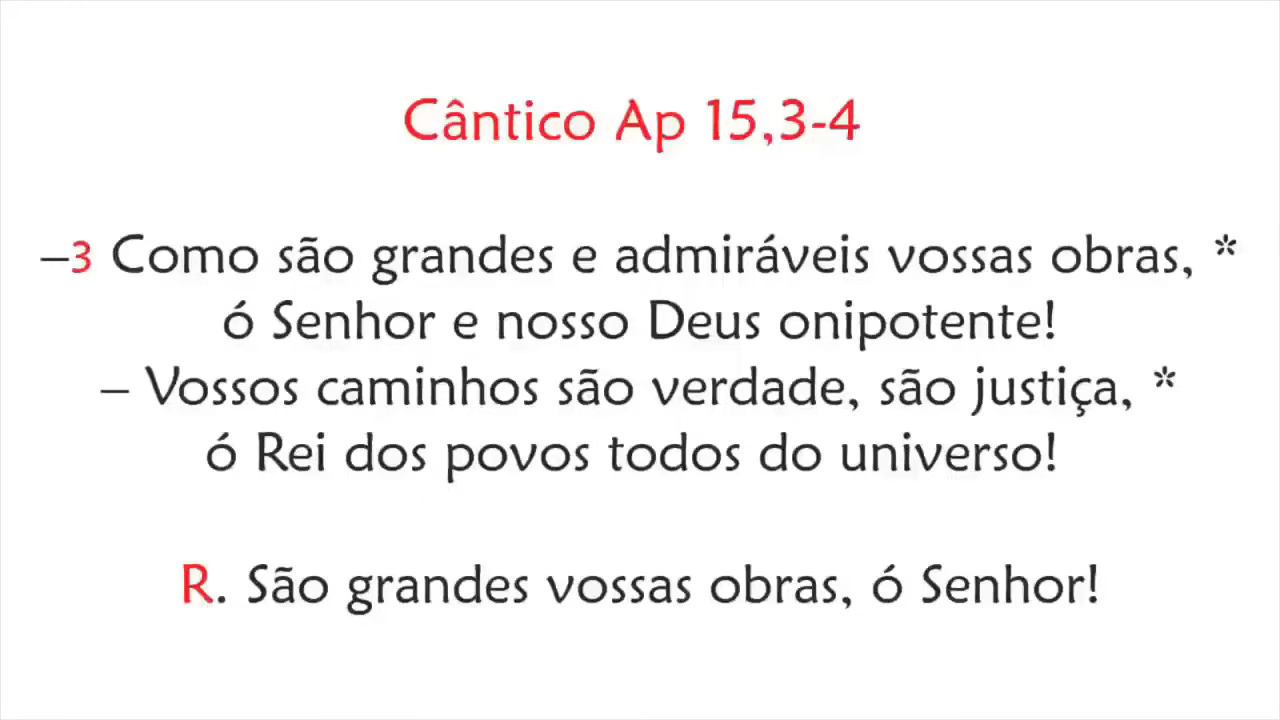 Cântico Ap 15,3-4
–3 Como são grandes e admiráveis vossas obras, *
ó Senhor e nosso Deus onipotente!
– Vossos caminhos são verdade, são justiça, *
ó Rei dos povos todos do universo!
R. São grandes vossas obras, ó Senhor!